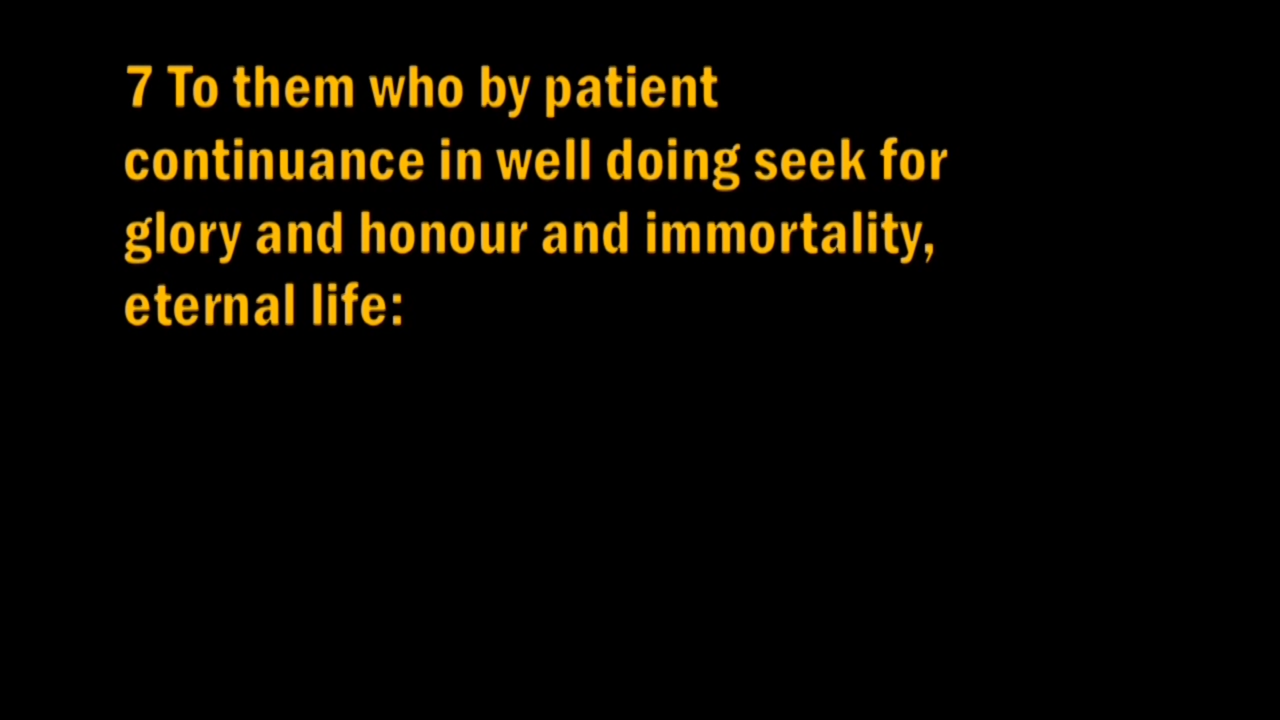 7 To them who by patient
continuance in well doing seek for
glory and honour and immortality,
eternal life: